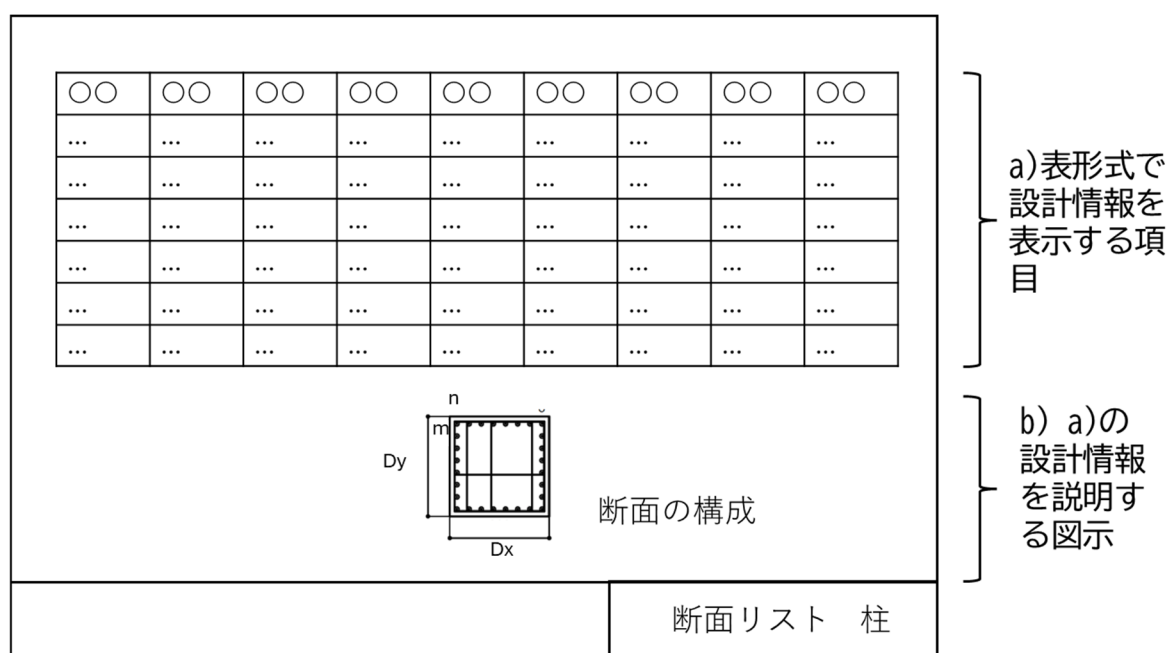 ○○ ○○ ○○ ○○ ○○ ○○ ○○ ○○ ○○
... ... ... ... ... ... ... ... ...
... ... ... ... ... ... ... ... ...
... ... ... ... ... ... ... ... ...
... ... ... ... ... ... ... ... ...
... ... ... ... ... ... ... ... ...
... ... ... ... ... ... ... ... ...
a)表形式で
設計情報を
表示する項
目
n
m
Dy
Dx
断面の構成
b) a)の
設計情報
を説明す
る図示
断面リスト 柱